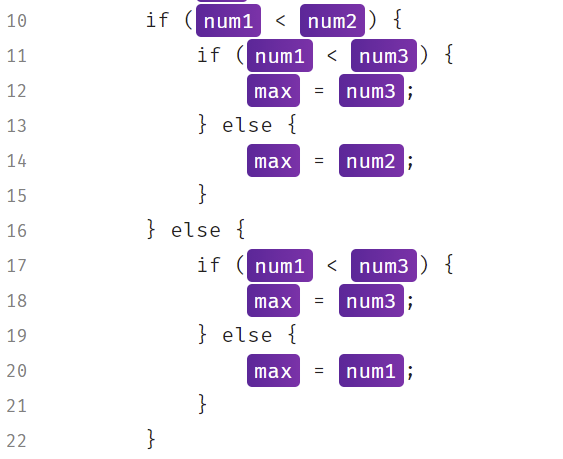 10 if (num1 < num2) {
11 if (num1 < num3) {
12 max = num3;
13 } else {
14 max = num2;
15 }
16 } else {
17 if (num1 < num3) {
18 max = num3;
19 } else {
20 max = num1;
21 }
22 }